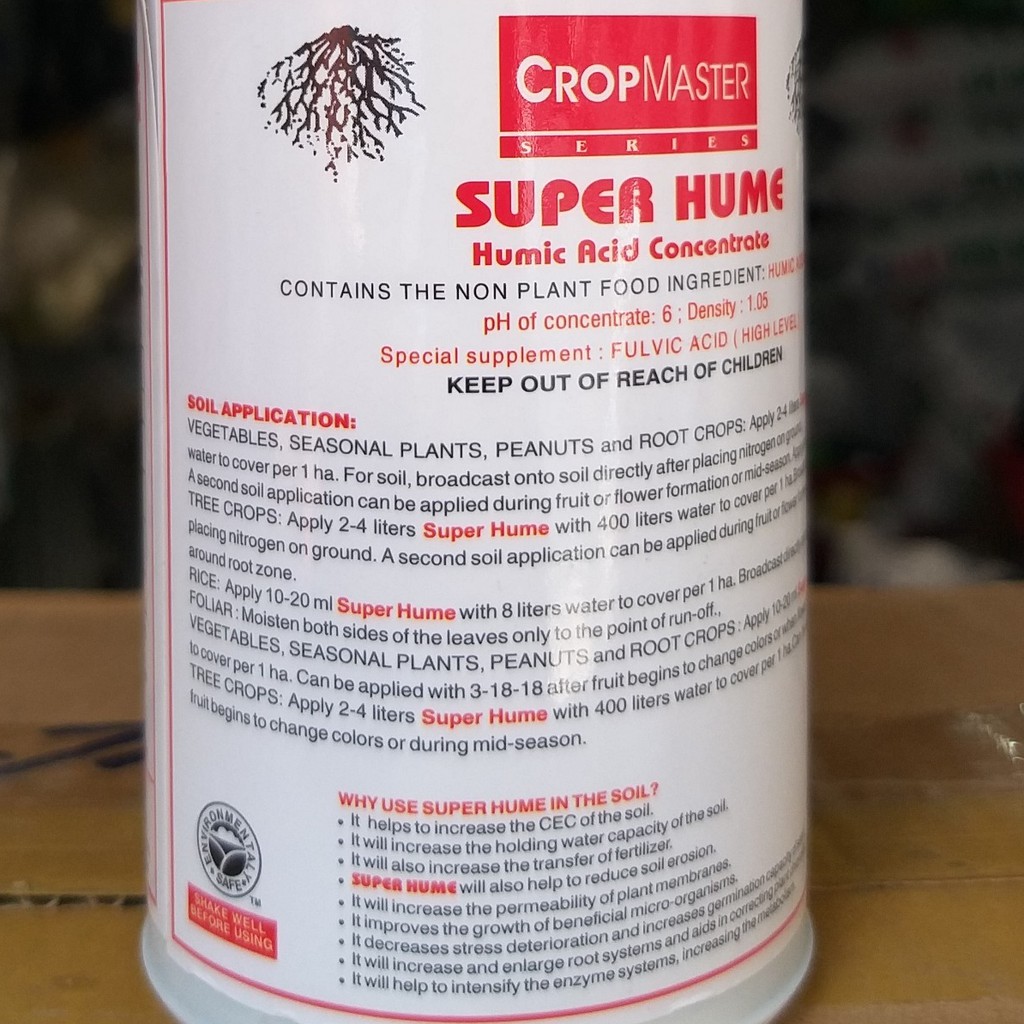 CROPMASTER
SERIES
SUPER HUME
Humic Acid Concentrate
CONTAINS THE NON PLANT FOOD INGREDIENT: HUMIC
pH of concentrate: 6 ; Density : 1.05
Special supplement : FULVIC ACID ( HIGH LEVEL
KEEP OUT OF REACH OF CHILDREN
SOIL APPLICATION:
VEGETABLES, SEASONAL PLANTS, PEANUTS and ROOT CROPS: Apply 2-4 liters
water to cover per 1 ha. For soil, broadcast onto soil directly after placing nitrogen on ground.
A second soil application can be applied during fruit or flower formation or mid-season.
TREE CROPS: Apply 2-4 liters Super Hume with 400 liters water to cover per 1 ha.
placing nitrogen on ground. A second soil application can be applied during fruit or flower
around root zone.
RICE: Apply 10-20 ml Super Hume with 8 liters water to cover per 1 ha. Broadcast directly
FOLIAR : Moisten both sides of the leaves only to the point of run-off.,
VEGETABLES, SEASONAL PLANTS, PEANUTS and ROOT CROPS : Apply 10-20 ml
to cover per 1 ha. Can be applied with 3-18-18 after fruit begins to change colors or when
TREE CROPS: Apply 2-4 liters Super Hume with 400 liters water to cover per 1 ha. Can
fruit begins to change colors or during mid-season.
WHY USE SUPER HUME IN THE SOIL?
• It helps to increase the CEC of the soil.
• It will increase the holding water capacity of the soil.
• It will also increase the transfer of fertilizer.
• SUPER HUME will also help to reduce soil erosion.
• It will increase the permeability of plant membranes.
• It improves the growth of beneficial micro-organisms.
• It decreases stress deterioration and increases germination capacity of
• It will increase and enlarge root systems and aids in correcting plant
• It will help to intensify the enzyme systems, increasing the metabolism.
• ENVIRONMENTALY • SAFE
TM
SHAKE WELL
BEFORE USING